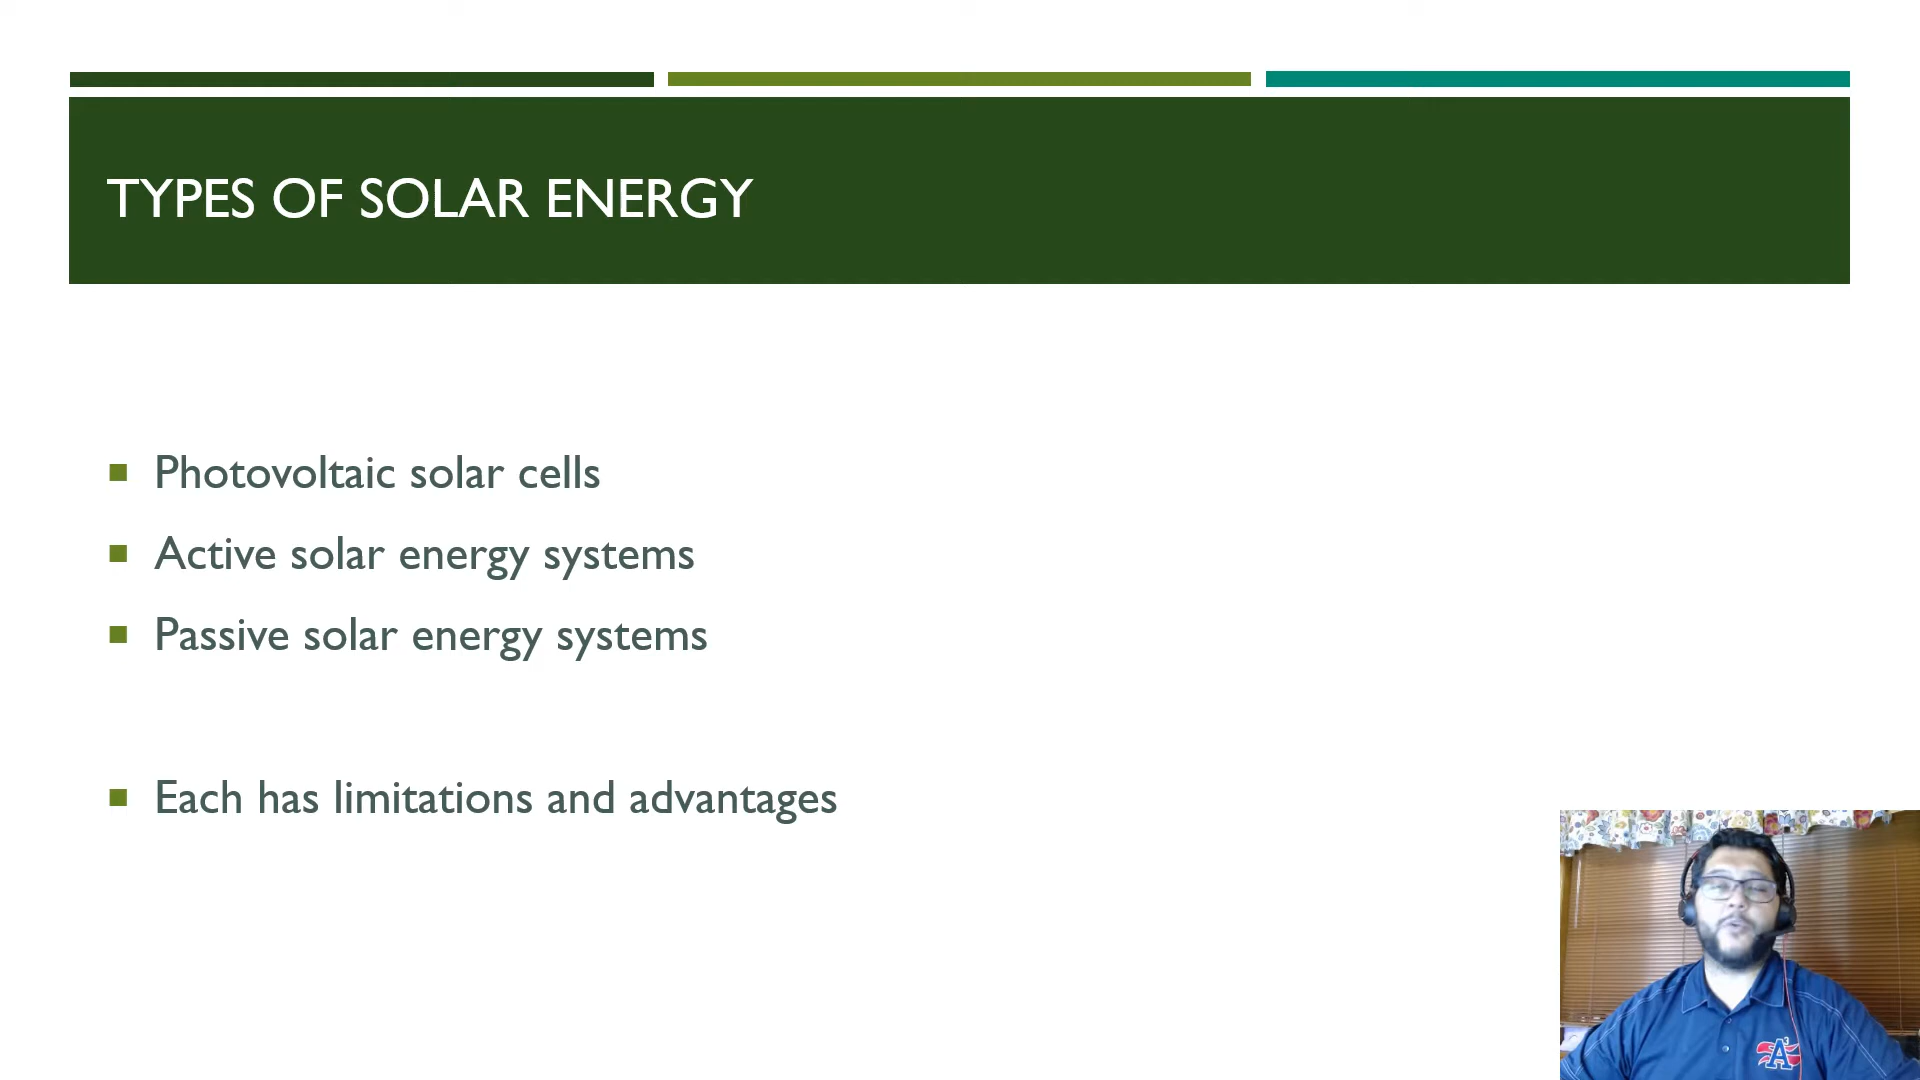 TYPES OF SOLAR ENERGY
Photovoltaic solar cells
Active solar energy systems
Passive solar energy systems
Each has limitations and advantages
A